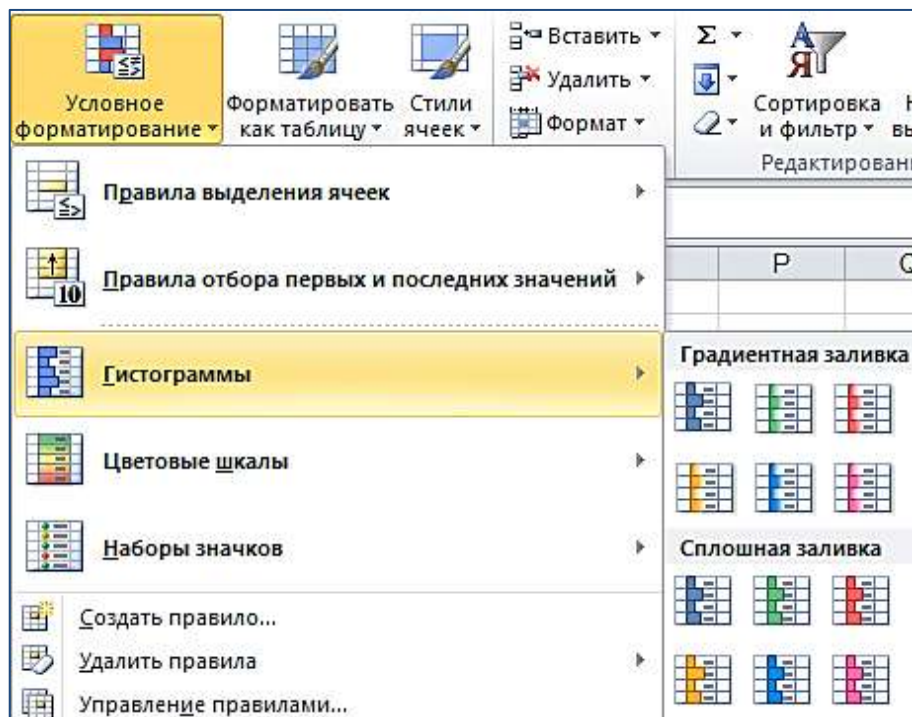 Условное форматирование
Форматировать как таблицу
Стили ячеек
Вставить
Удалить
Формат
Σ
А
Я
Сортировка и фильтр
Редактирован
Правила выделения ячеек
10
Правила отбора первых и последних значений
P
Q
Гистограммы
Градиентная заливка
Цветовые шкалы
Наборы значков
Сплошная заливка
Создать правило...
Удалить правила
Управление правилами...